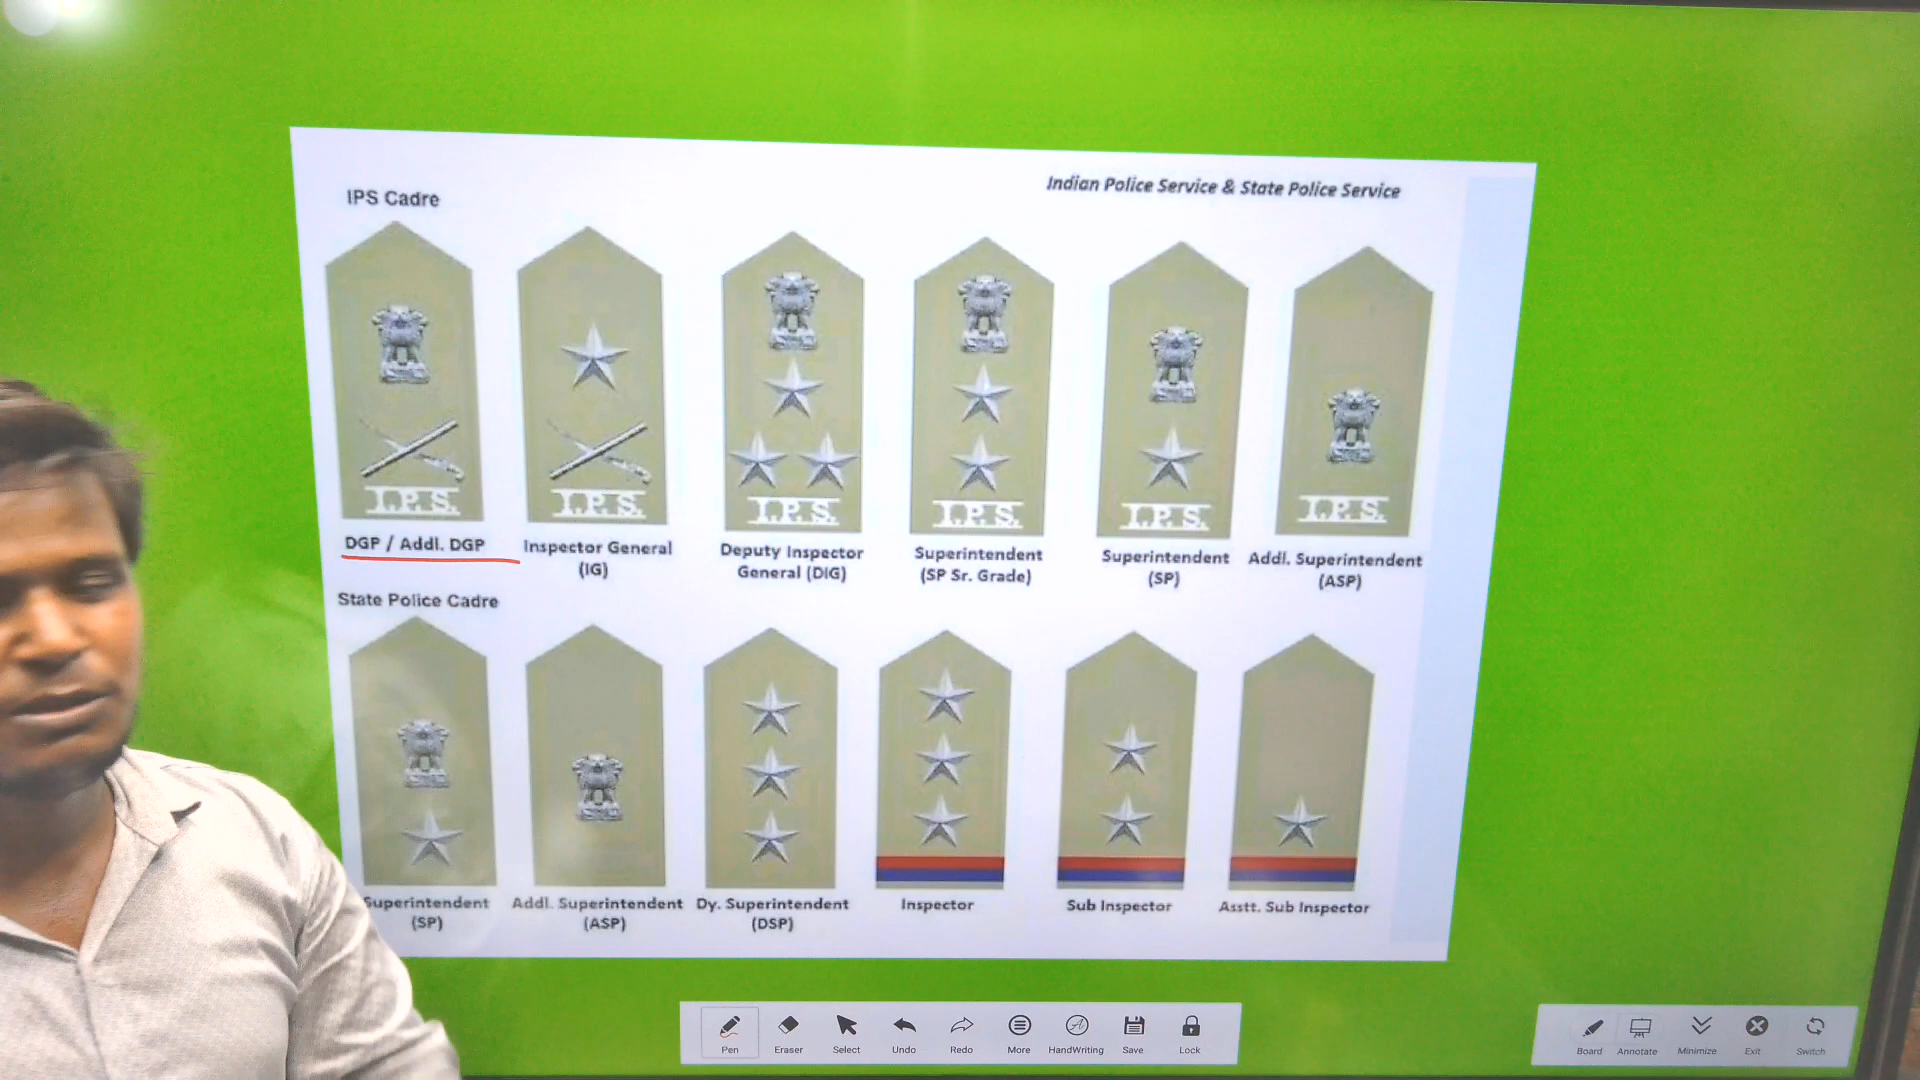 Indian Police Service & State Police Service
IPS Cadre
I.P.S.
I.P.S.
I.P.S.
I.P.S.
I.P.S.
I.P.S.
DGP / Addl. DGP
Inspector General
(IG)
Deputy Inspector
General (DIG)
Superintendent
(SP Sr. Grade)
Superintendent
(SP)
Addl. Superintendent
(ASP)
State Police Cadre
Superintendent
(SP)
Addl. Superintendent
(ASP)
Dy. Superintendent
(DSP)
Inspector
Sub Inspector
Asstt. Sub Inspector
Pen
Eraser
Select
Undo
Redo
More
HandWriting
Save
Lock
Board
Annotate
Minimize
Exit
Switch